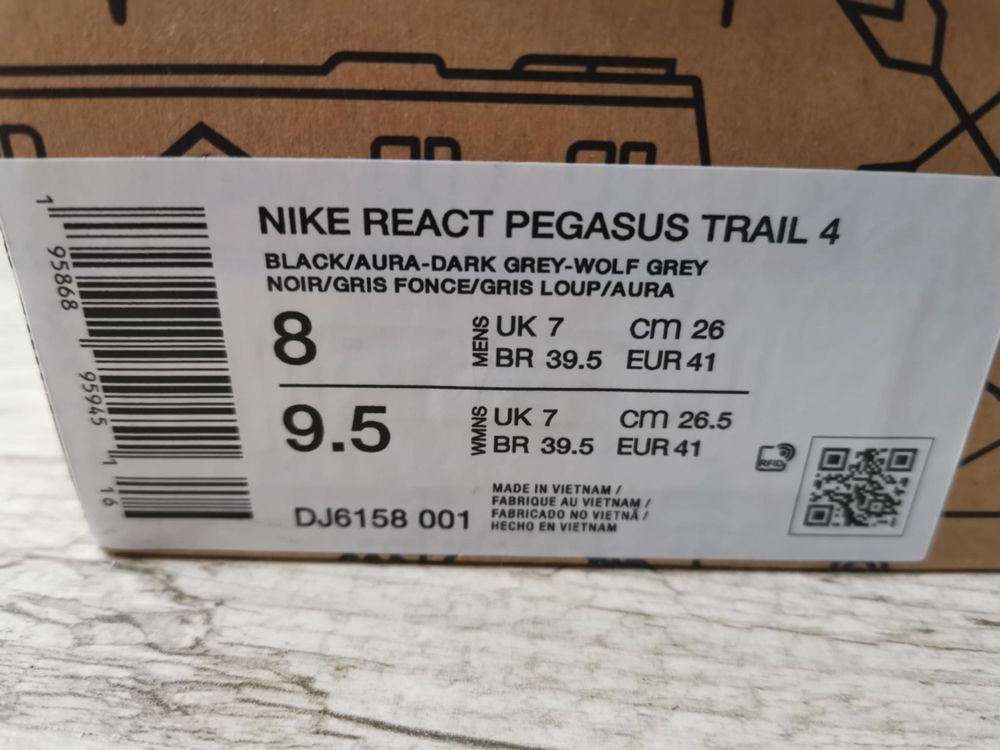 NIKE REACT PEGASUS TRAIL 4
BLACK/AURA-DARK GREY-WOLF GREY
NOIR/GRIS FONCE/GRIS LOUP/AURA
8 MENS UK 7 CM 26
BR 39.5 EUR 41
9.5 WMNS UK 7 CM 26.5
BR 39.5 EUR 41
DJ6158 001
MADE IN VIETNAM /
FABRIQUE AU VIETNAM /
FABRICADO NO VIETNÃ /
HECHO EN VIETNAM
RFID
1 95868 95945 1 16